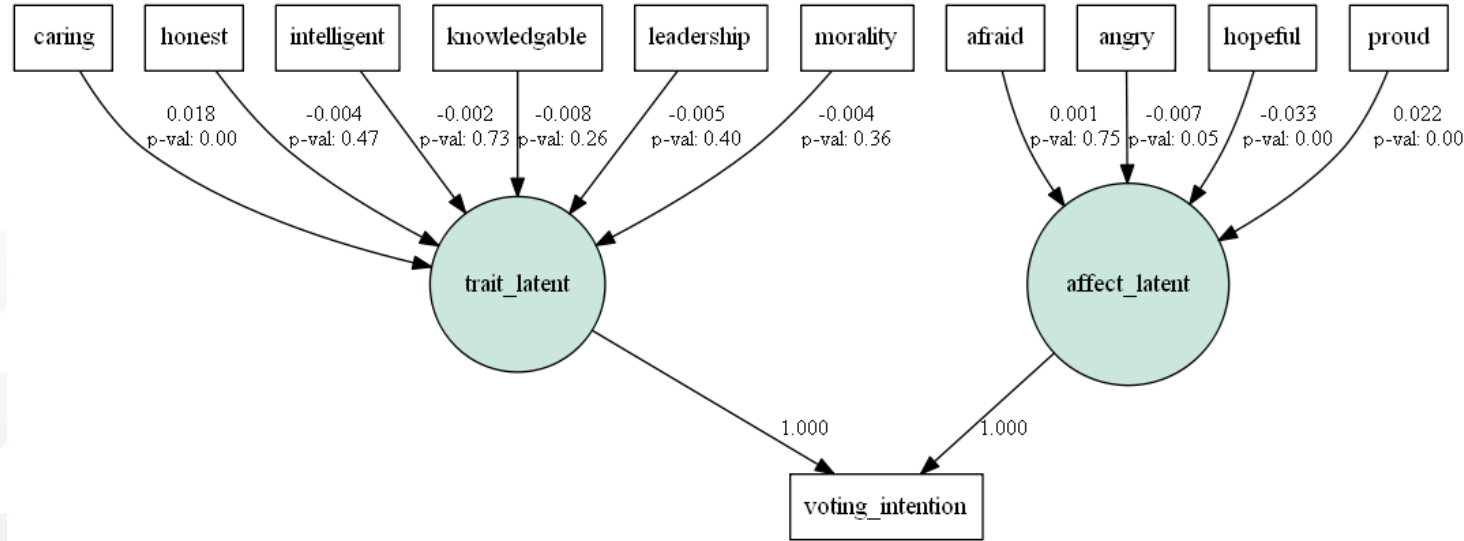 caring
honest
intelligent
knowledgable
leadership
morality
afraid
angry
hopeful
proud
0.018
p-val: 0.00
-0.004
p-val: 0.47
-0.002
p-val: 0.73
-0.008
p-val: 0.26
-0.005
p-val: 0.40
-0.004
p-val: 0.36
0.001
p-val: 0.75
-0.007
p-val: 0.05
-0.033
p-val: 0.00
0.022
p-val: 0.00
trait_latent
affect_latent
1.000
1.000
voting_intention